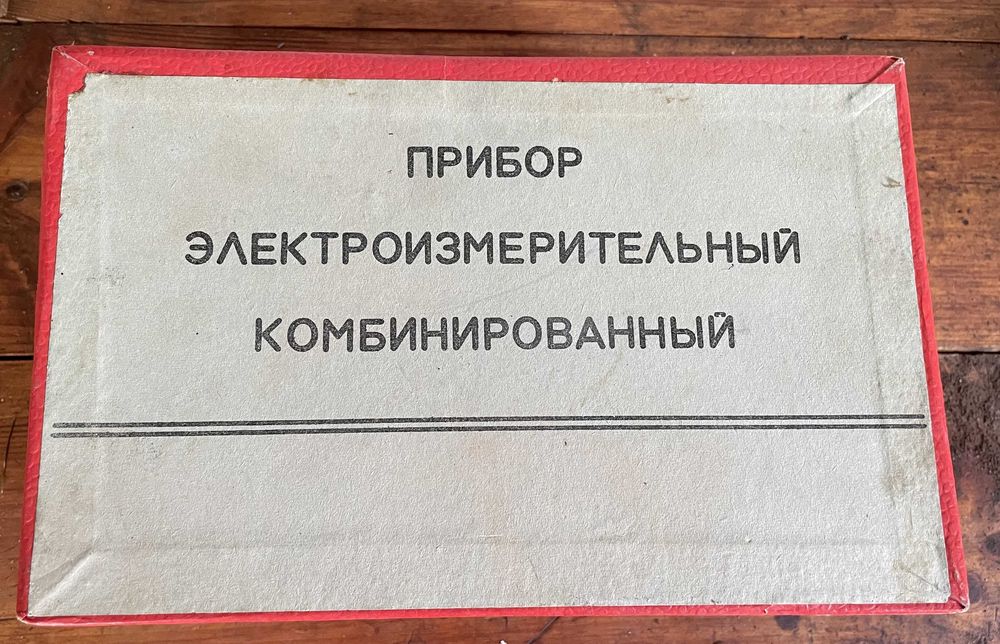 ПРИБОР
ЭЛЕКТРОИЗМЕРИТЕЛЬНЫЙ
КОМБИНИРОВАННЫЙ